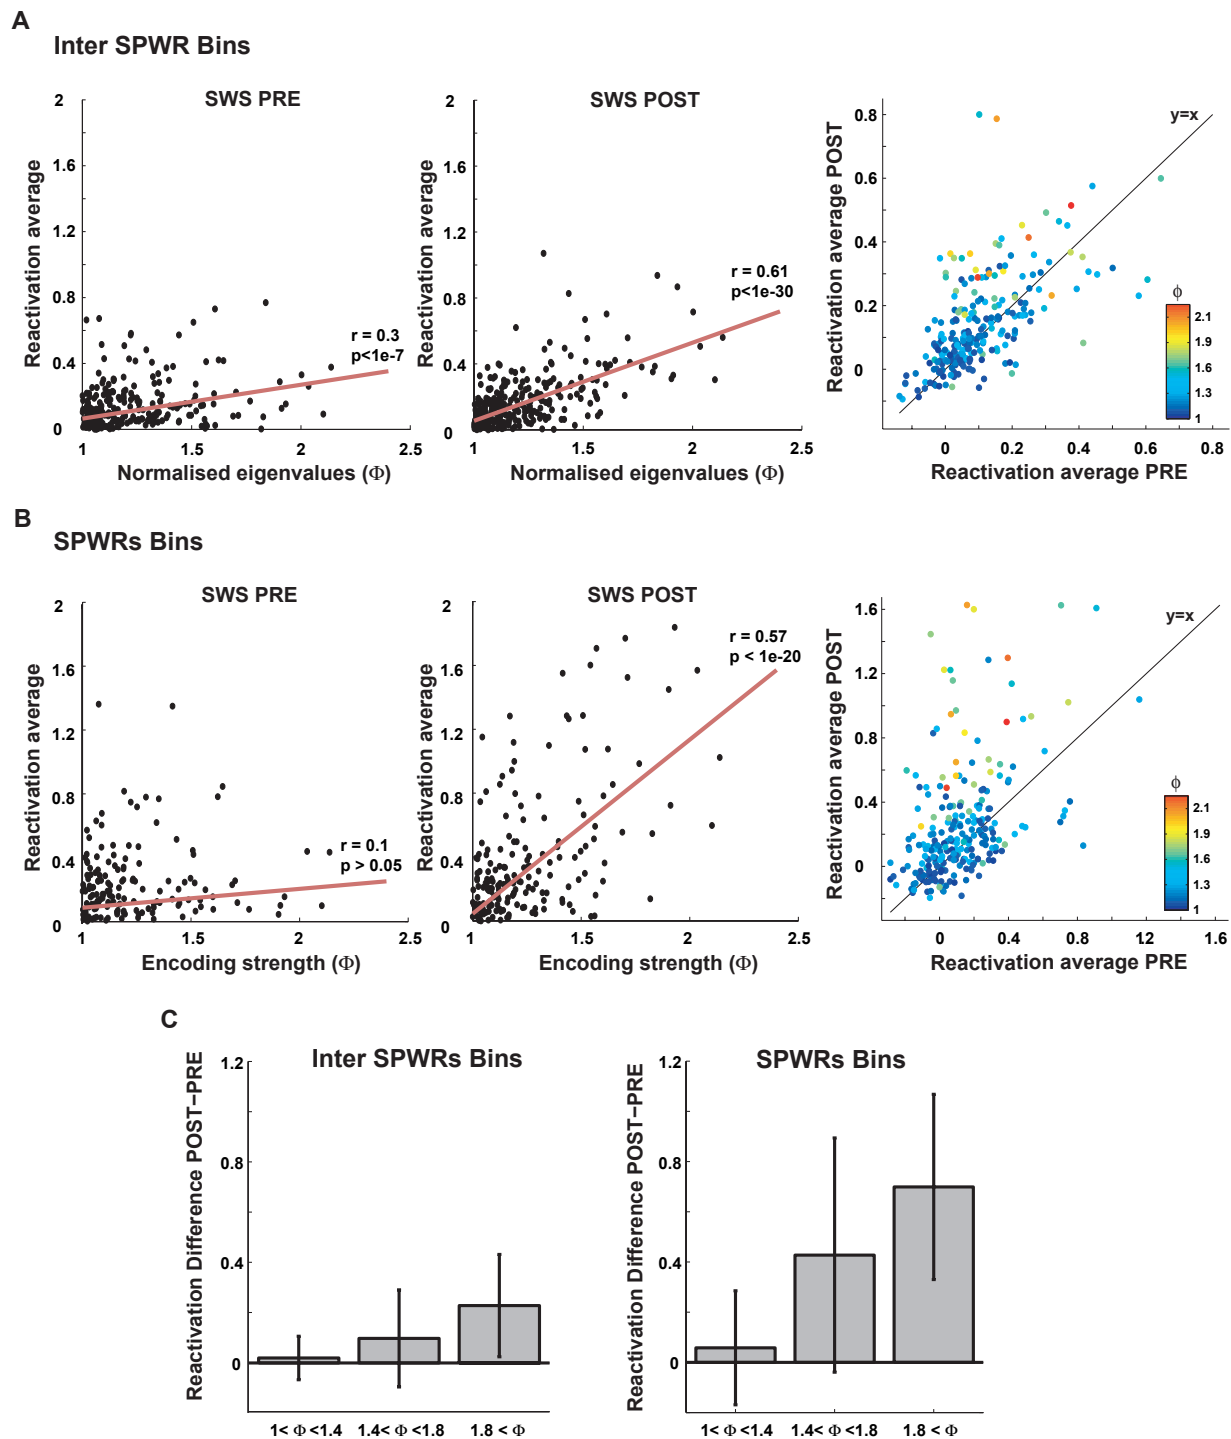 A
Inter SPWR Bins
SWS PRE
Reactivation average
2
1.6
1.2
0.8
0.4
0
r = 0.3
p<1e-7
1
1.5
2
2.5
Normalised eigenvalues (Φ)
SWS POST
Reactivation average
2
1.6
1.2
0.8
0.4
0
r = 0.61
p<1e-30
1
1.5
2
2.5
Normalised eigenvalues (Φ)
Reactivation average POST
0.8
0.6
0.4
0.2
0
y=x
ϕ
2.1
1.9
1.6
1.3
1
0
0.2
0.4
0.6
0.8
Reactivation average PRE
B
SPWRs Bins
SWS PRE
Reactivation average
2
1.6
1.2
0.8
0.4
0
r = 0.1
p > 0.05
1
1.5
2
2.5
Encoding strength (Φ)
SWS POST
Reactivation average
2
1.6
1.2
0.8
0.4
0
r = 0.57
p < 1e-20
1
1.5
2
2.5
Encoding strength (Φ)
Reactivation average POST
1.6
1.2
0.8
0.4
0
y=x
ϕ
2.1
1.9
1.6
1.3
1
0
0.4
0.8
1.2
1.6
Reactivation average PRE
C
Inter SPWRs Bins
Reactivation Difference POST−PRE
1.2
0.8
0.4
0
1< Φ <1.4
1.4< Φ <1.8
1.8 < Φ
SPWRs Bins
Reactivation Difference POST−PRE
1.2
0.8
0.4
0
1< Φ <1.4
1.4< Φ <1.8
1.8 < Φ